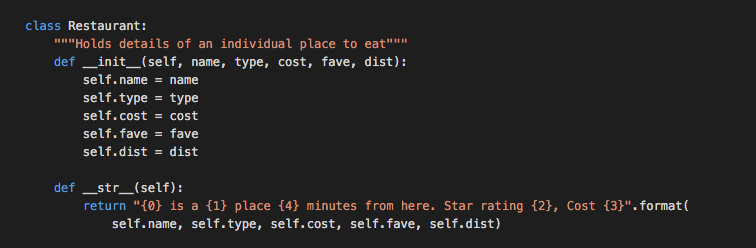 class Restaurant:
    """Holds details of an individual place to eat"""
    def __init__(self, name, type, cost, fave, dist):
        self.name = name
        self.type = type
        self.cost = cost
        self.fave = fave
        self.dist = dist

    def __str__(self):
        return "{0} is a {1} place {4} minutes from here. Star rating {2}, Cost {3}".format(
            self.name, self.type, self.cost, self.fave, self.dist)